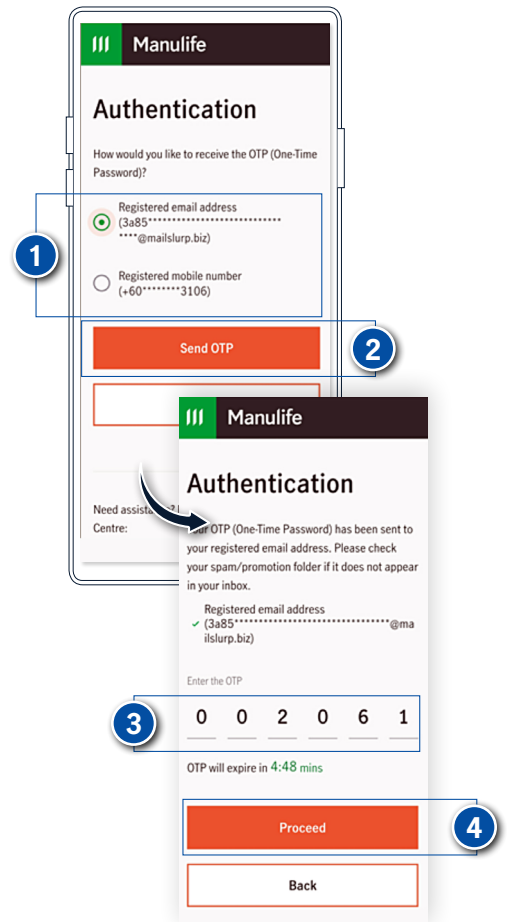 Manulife
Authentication
How would you like to receive the OTP (One-Time
Password)?
Registered email address
(3a85****************************
****@mailslurp.biz)
1
Registered mobile number
(+60********3106)
Send OTP
2
Need assistance?
Centre:
Manulife
Authentication
Your OTP (One-Time Password) has been sent to
your registered email address. Please check
your spam/promotion folder if it does not appear
in your inbox.
Registered email address
(3a85********************************@ma
ilslurp.biz)
Enter the OTP
3
0 0 2 0 6 1
OTP will expire in 4:48 mins
Proceed
4
Back